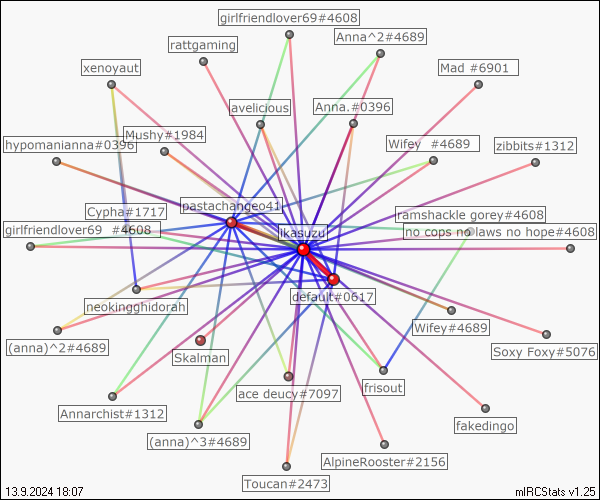 girlfriendlover69#4608
rattgaming
Anna^2#4689
xenoyaut
Mad #6901
avelicious
Anna.#0396
Mushy#1984
hypomanianna#0396
Wifey #4689
zibbits#1312
pastachangeo41
Cypha#1717
ramshackle gorey#4608
girlfriendlover69 #4608
ikasuzu
no cops no laws no hope#4608
default#0617
neokingghidorah
Wifey#4689
(anna)^2#4689
Skalman
Soxy Foxy#5076
ace deucy#7097
frisout
Annarchist#1312
fakedingo
(anna)^3#4689
AlpineRooster#2156
Toucan#2473
13.9.2024 18:07
mIRCStats v1.25